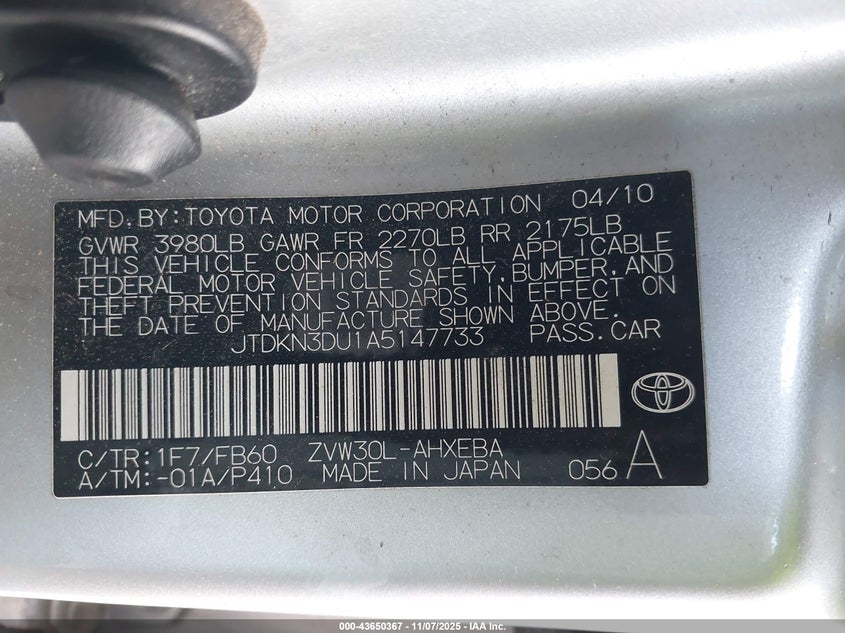 MFD.BY:TOYOTA MOTOR CORPORATION 04/10
GVWR 3980LB GAWR FR 2270LB RR 2175LB
THIS VEHICLE CONFORMS TO ALL APPLICABLE
FEDERAL MOTOR VEHICLE SAFETY,BUMPER,AND
THEFT PREVENTION STANDARDS IN EFFECT ON
THE DATE OF MANUFACTURE SHOWN ABOVE.
JTDKN3DU1A5147733 PASS.CAR
C/TR:1F7/FB60 ZVW30L-AHXEBA
A/TM:-01A/P410 MADE IN JAPAN 056 A
000-43650367 - 11/07/2025 - IAA Inc.